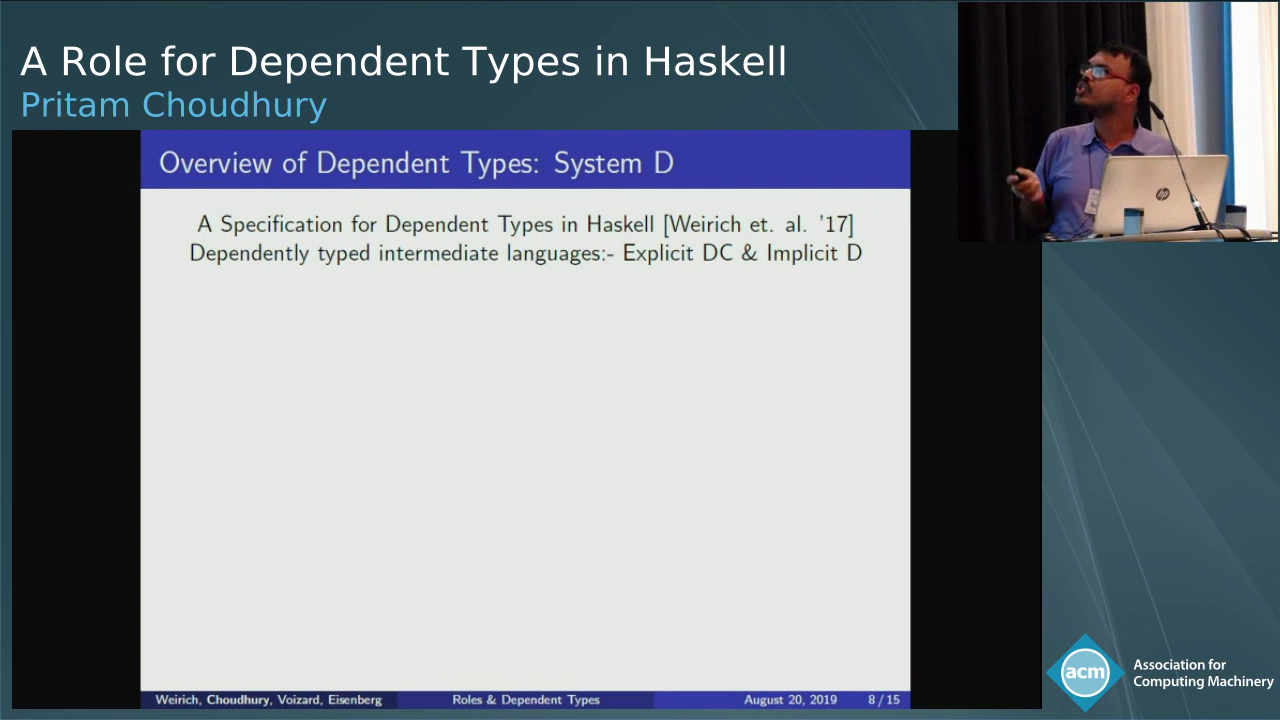 A Role for Dependent Types in Haskell
Pritam Choudhury
Overview of Dependent Types: System D
A Specification for Dependent Types in Haskell [Weirich et. al. '17]
Dependently typed intermediate languages:- Explicit DC & Implicit D
Weirich, Choudhury, Voizard, Eisenberg
Roles & Dependent Types
August 20, 2019
8 / 15
hp
acm
Association for
Computing Machinery